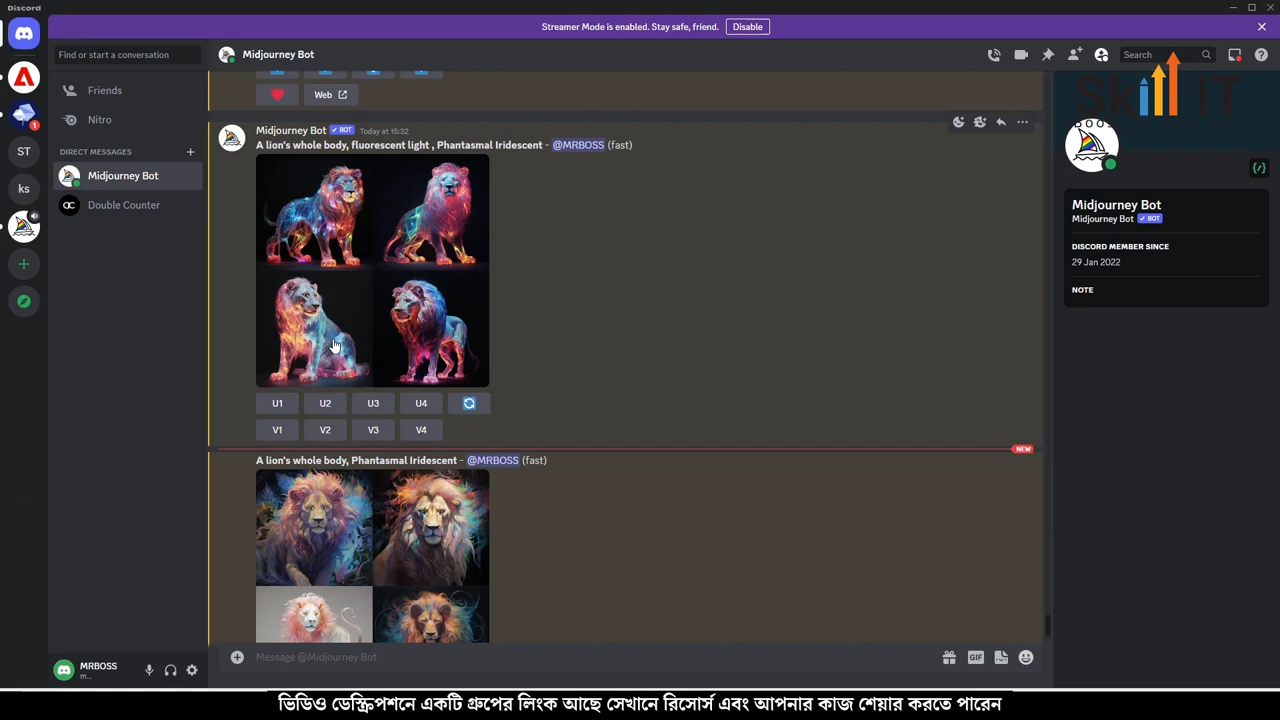 Discord
Streamer Mode is enabled. Stay safe, friend. Disable
Find or start a conversation
Midjourney Bot
Search
Skill IT
Friends
Nitro
DIRECT MESSAGES
Midjourney Bot
Double Counter
1
ST
ks
Web
Midjourney Bot BOT Today at 15:32
A lion's whole body, fluorescent light , Phantasmal Iridescent - @MRBOSS (fast)
U1 U2 U3 U4
V1 V2 V3 V4
NEW
A lion's whole body, Phantasmal Iridescent - @MRBOSS (fast)
Message @Midjourney Bot
GIF
MRBOSS
m...
Midjourney Bot
Midjourney Bot BOT
DISCORD MEMBER SINCE
29 Jan 2022
NOTE
ভিডিও ডেস্ক্রিপশনে একটি গ্রুপের লিংক আছে সেখানে রিসোর্স এবং আপনার কাজ শেয়ার করতে পারেন